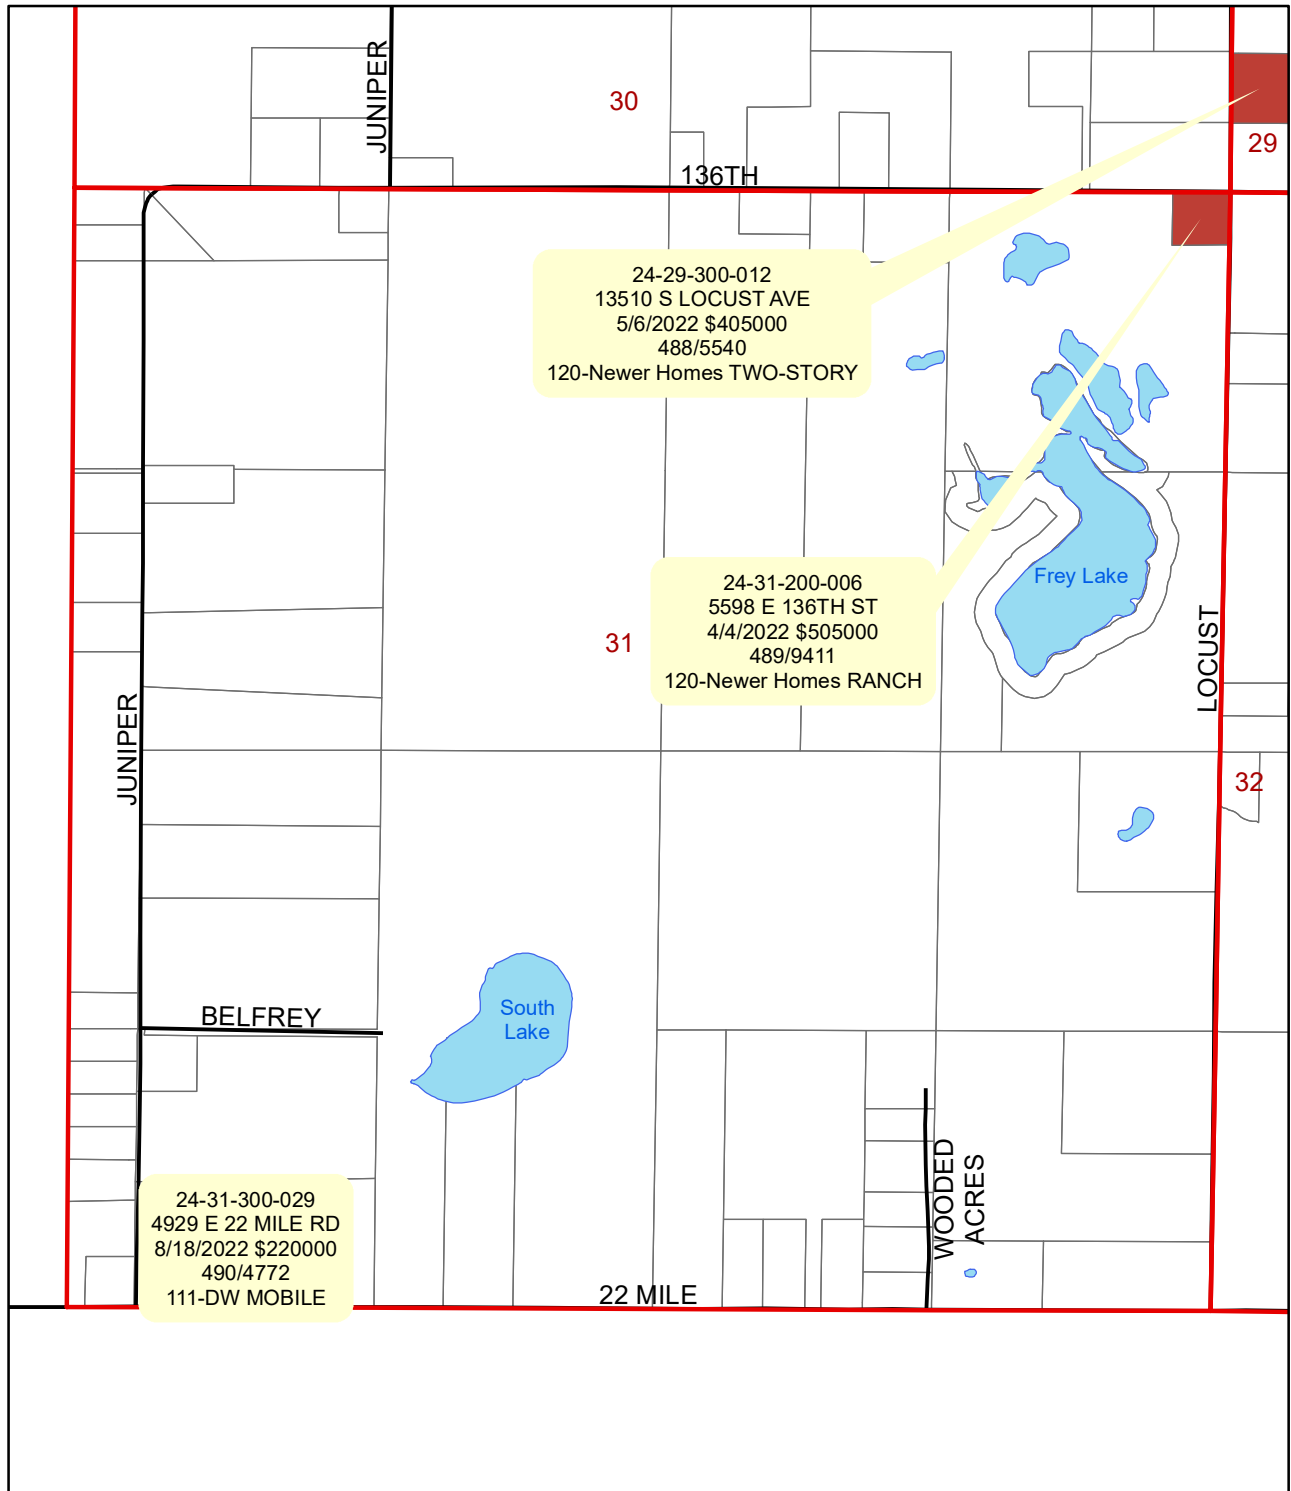 JUNIPER
30
29
136TH
24-29-300-012
13510 S LOCUST AVE
5/6/2022 $405000
488/5540
120-Newer Homes TWO-STORY
Frey Lake
24-31-200-006
5598 E 136TH ST
4/4/2022 $505000
489/9411
120-Newer Homes RANCH
31
LOCUST
JUNIPER
32
South
Lake
BELFREY
WOODED
ACRES
24-31-300-029
4929 E 22 MILE RD
8/18/2022 $220000
490/4772
111-DW MOBILE
22 MILE